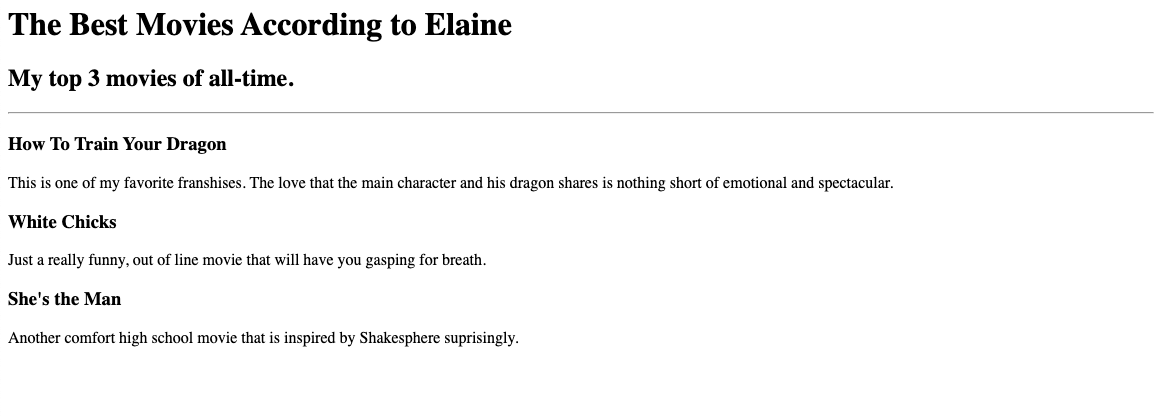 The Best Movies According to Elaine
My top 3 movies of all-time.
How To Train Your Dragon
This is one of my favorite franshises. The love that the main character and his dragon shares is nothing short of emotional and spectacular.
White Chicks
Just a really funny, out of line movie that will have you gasping for breath.
She's the Man
Another comfort high school movie that is inspired by Shakesphere suprisingly.